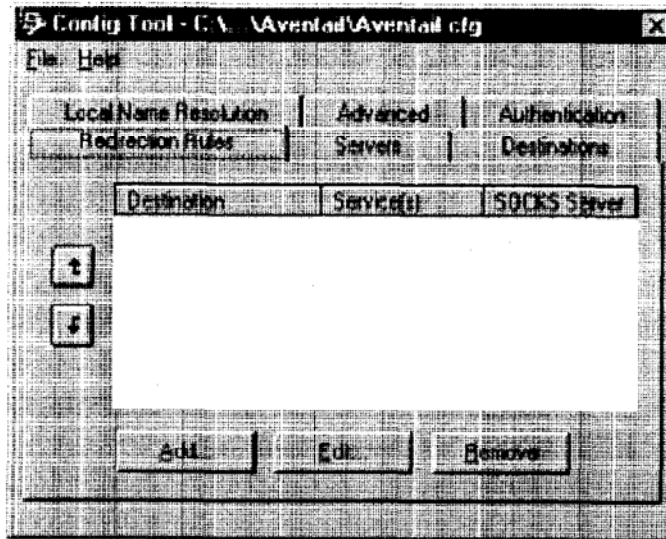 Config Tool - C:\...\Aventail\Aventail.cfg
File Help
Local Name Resolution Advanced Authentication
Redirection Rules Servers Destinations
Destination Service(s) SOCKS Server
Add... Edit... Remove